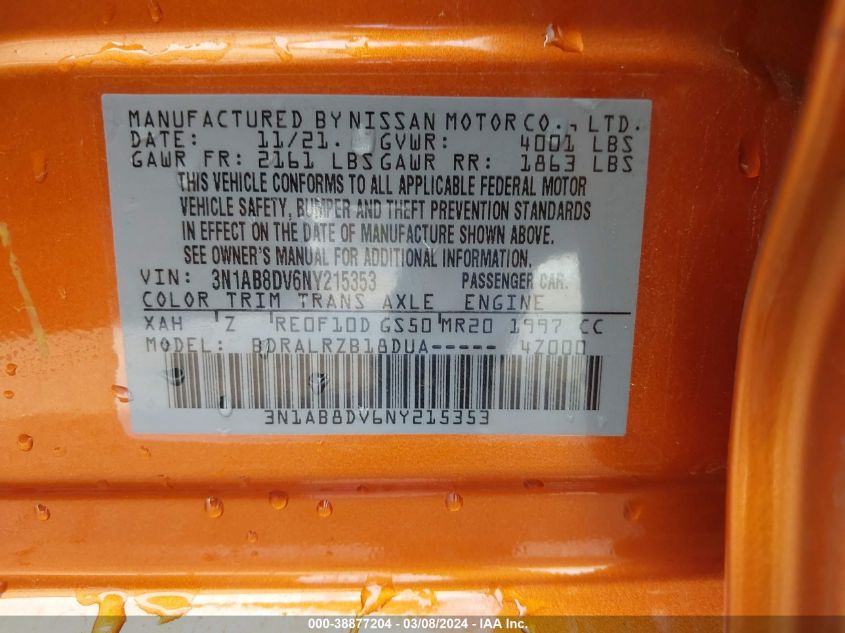 MANUFACTURED BY NISSAN MOTOR CO., LTD.
DATE: 11/21. GVWR: 4001 LBS
GAWR FR: 2161 LBS GAWR RR: 1863 LBS
THIS VEHICLE CONFORMS TO ALL APPLICABLE FEDERAL MOTOR
VEHICLE SAFETY, BUMPER AND THEFT PREVENTION STANDARDS
IN EFFECT ON THE DATE OF MANUFACTURE SHOWN ABOVE.
SEE OWNER'S MANUAL FOR ADDITIONAL INFORMATION.
VIN: 3N1AB8DV6NY215353 PASSENGER CAR.
COLOR TRIM TRANS AXLE ENGINE
XAH Z RE0F10D GS50 MR20 1997 CC
MODEL: BDRALRZB18DUA----- 4Z000
3N1AB8DV6NY215353
000-38877204 - 03/08/2024 - IAA Inc.